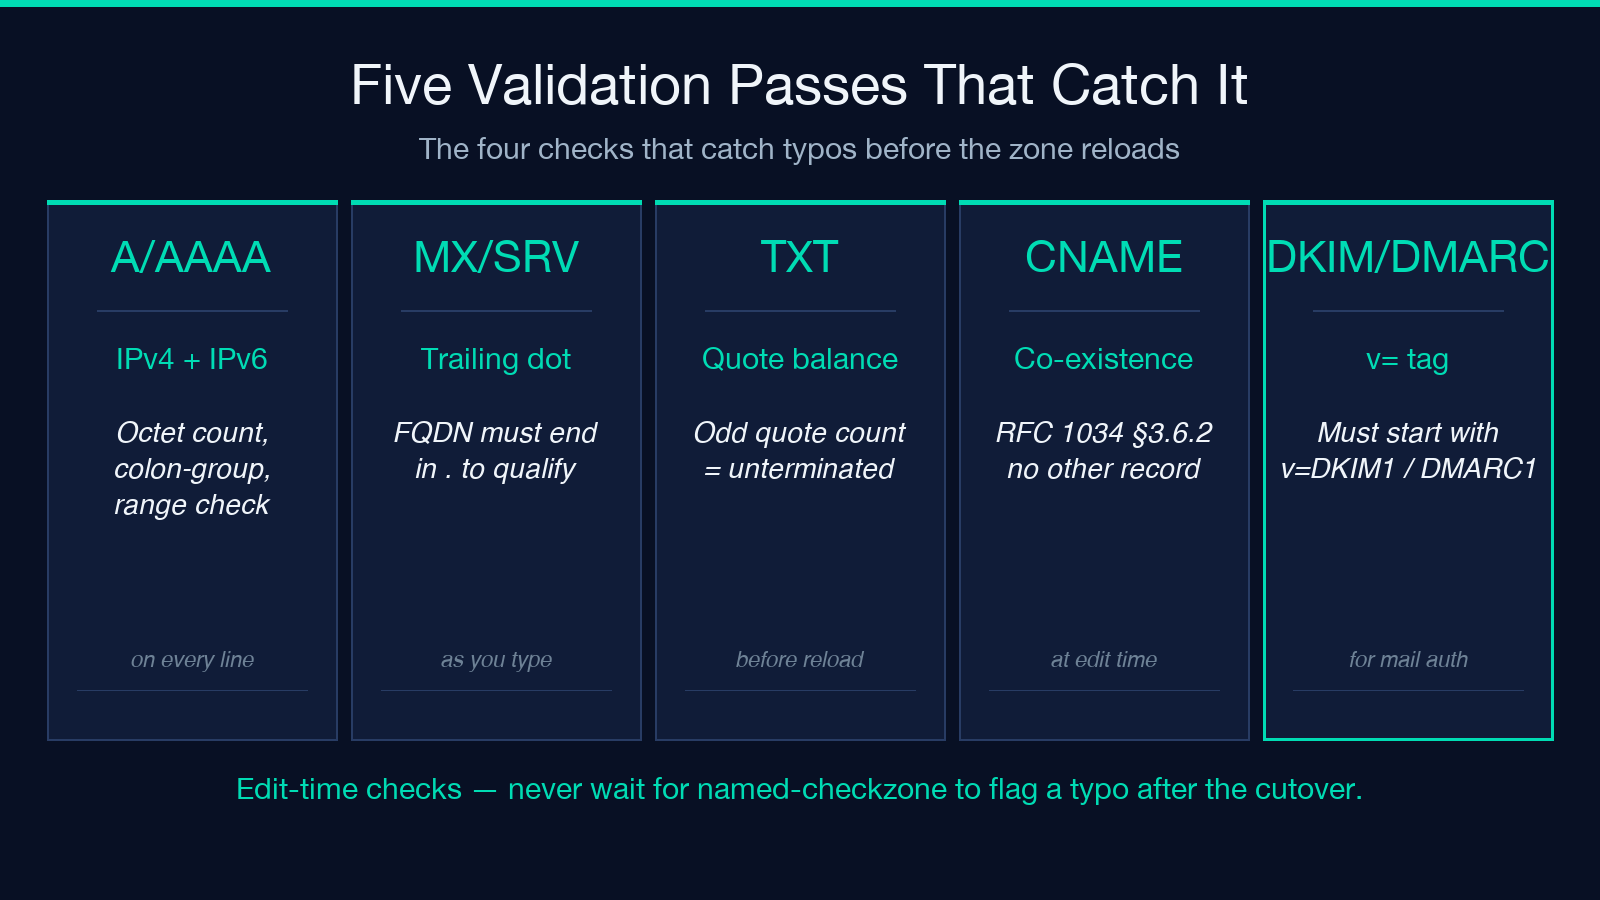 Five Validation Passes That Catch It
The four checks that catch typos before the zone reloads
A/AAAA
IPv4 + IPv6
Octet count,
colon-group,
range check
on every line
MX/SRV
Trailing dot
FQDN must end
in . to qualify
as you type
TXT
Quote balance
Odd quote count
= unterminated
before reload
CNAME
Co-existence
RFC 1034 §3.6.2
no other record
at edit time
DKIM/DMARC
v= tag
Must start with
v=DKIM1 / DMARC1
for mail auth
Edit-time checks — never wait for named-checkzone to flag a typo after the cutover.